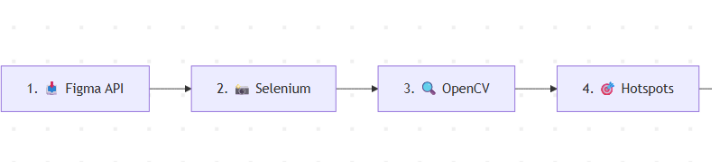 1. 📥 Figma API
2. 📷 Selenium
3. 🔍 OpenCV
4. 🎯 Hotspots